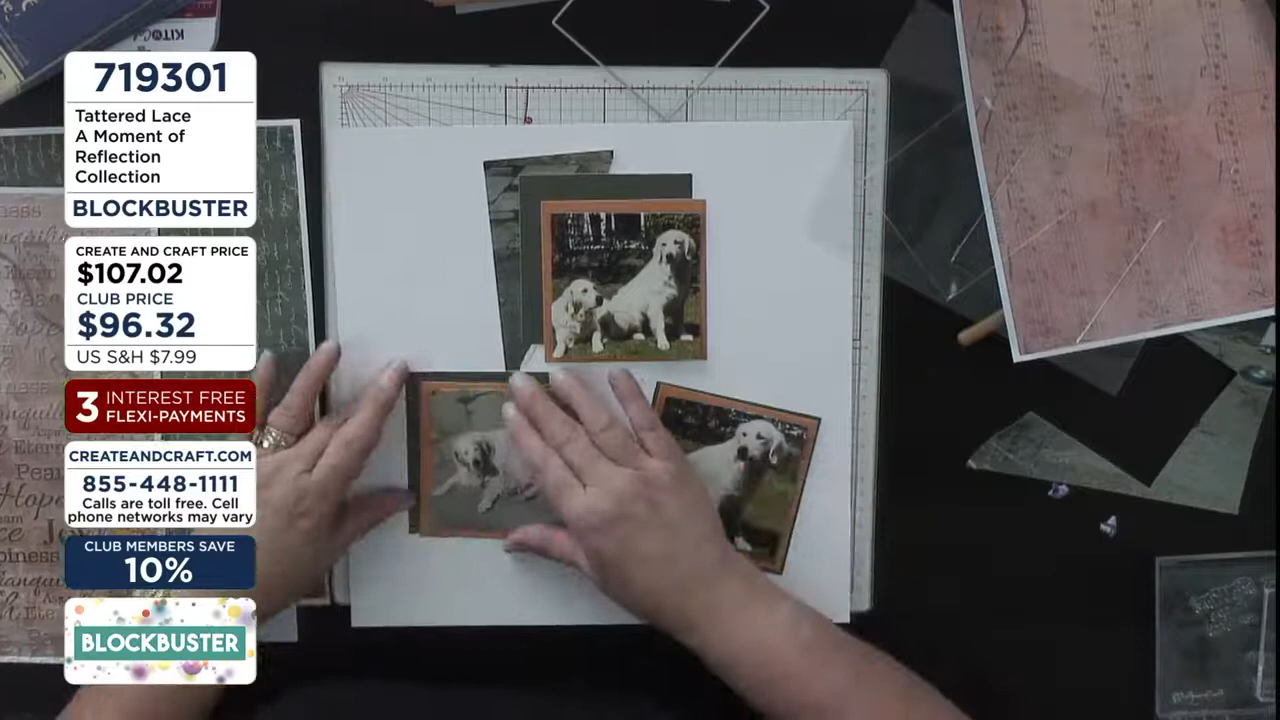 719301
Tattered Lace
A Moment of
Reflection
Collection
BLOCKBUSTER
CREATE AND CRAFT PRICE
$107.02
CLUB PRICE
$96.32
US S&H $7.99
3 INTEREST FREE
FLEXI-PAYMENTS
CREATEANDCRAFT.COM
855-448-1111
Calls are toll free. Cell
phone networks may vary
CLUB MEMBERS SAVE
10%
BLOCKBUSTER
Peace
Hope